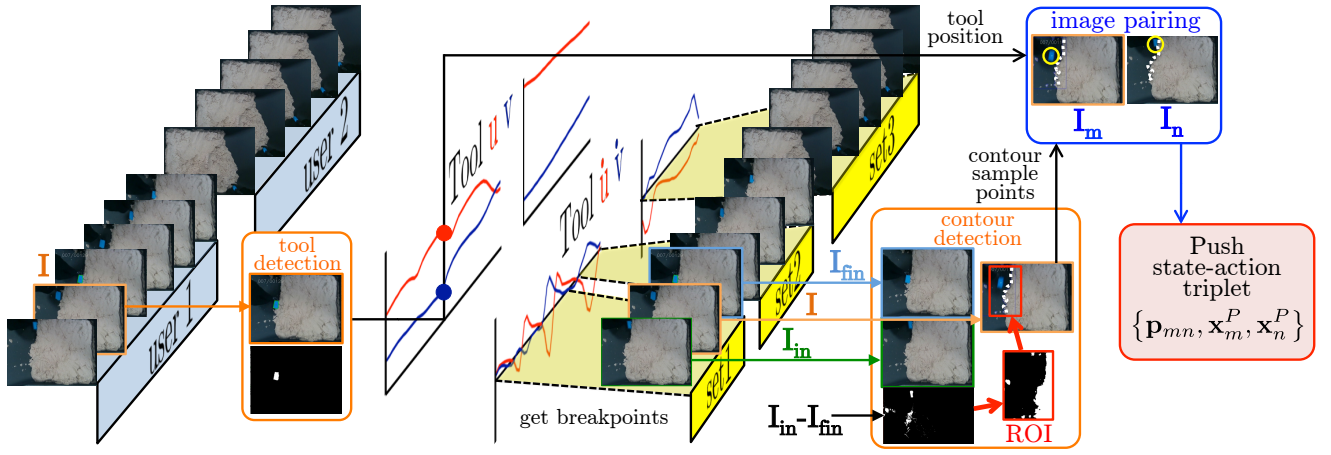 user 1
user 2
I
tool
detection
Tool u v
Tool u̇ v̇
get breakpoints
set1
set2
set3
I_fin
I
I_in
I_in-I_fin
contour
detection
ROI
tool
position
contour
sample
points
image pairing
I_m
I_n
Push
state-action
triplet
{p_mn, x_m^P, x_n^P}